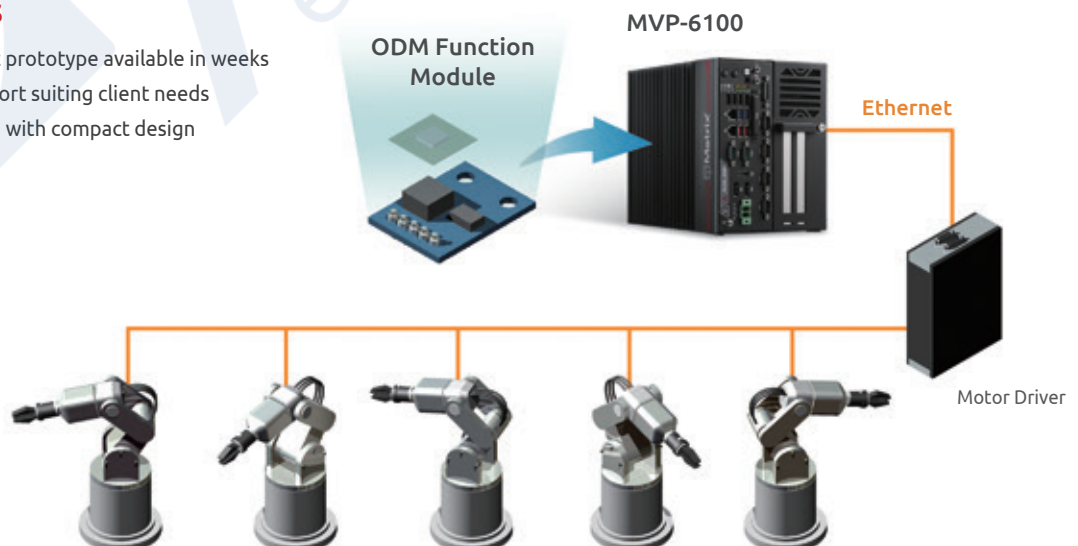 prototype available in weeks
ort suiting client needs
with compact design
ODM Function
Module
MVP-6100
Ethernet
Matrix
Motor Driver